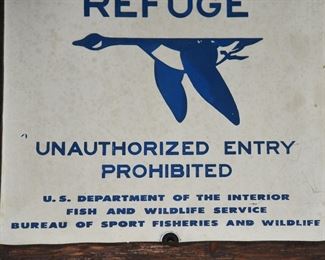 REFUGE
UNAUTHORIZED ENTRY
PROHIBITED
U.S. DEPARTMENT OF THE INTERIOR
FISH AND WILDLIFE SERVICE
BUREAU OF SPORT FISHERIES AND WILDLIFE